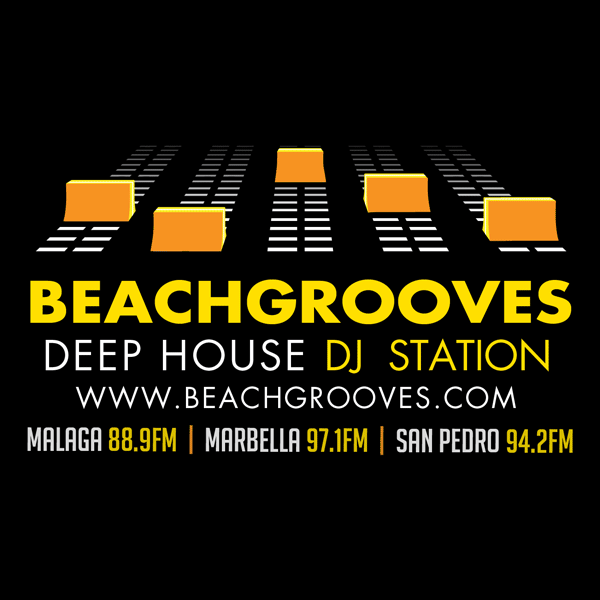 BEACHGROOVES
DEEP HOUSE DJ STATION
WWW.BEACHGROOVES.COM
MALAGA 88.9FM | MARBELLA 97.1FM | SAN PEDRO 94.2FM